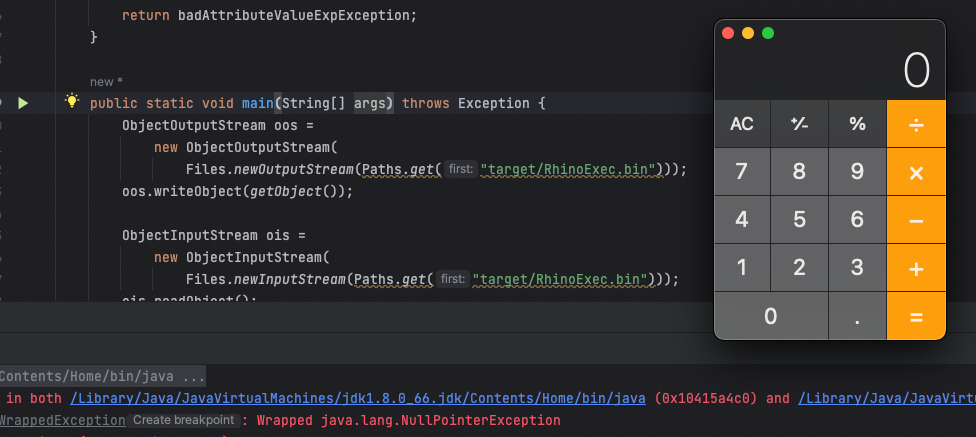 return badAttributeValueExpException;
}
new *
public static void main(String[] args) throws Exception {
ObjectOutputStream oos =
new ObjectOutputStream(
Files.newOutputStream(Paths.get( first: "target/RhinoExec.bin")));
oos.writeObject(getObject());
ObjectInputStream ois =
new ObjectInputStream(
Files.newInputStream(Paths.get( first: "target/RhinoExec.bin")));
ois.readObject();
0
AC +⁄- % ÷
7 8 9 ×
4 5 6 −
1 2 3 +
0 . =
Contents/Home/bin/java ...
in both /Library/Java/JavaVirtualMachines/jdk1.8.0_66.jdk/Contents/Home/bin/java (0x10415a4c0) and /Library/Java/JavaVirtu
WrappedException Create breakpoint : Wrapped java.lang.NullPointerException